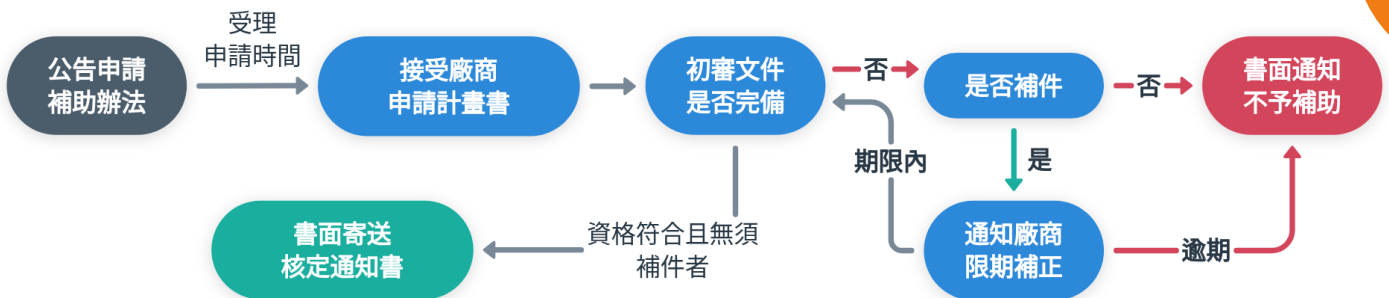 公告申請
補助辦法
受理
申請時間
接受廠商
申請計畫書
初審文件
是否完備
否
是否補件
否
書面通知
不予補助
期限內
是
書面寄送
核定通知書
資格符合且無須
補件者
通知廠商
限期補正
逾期